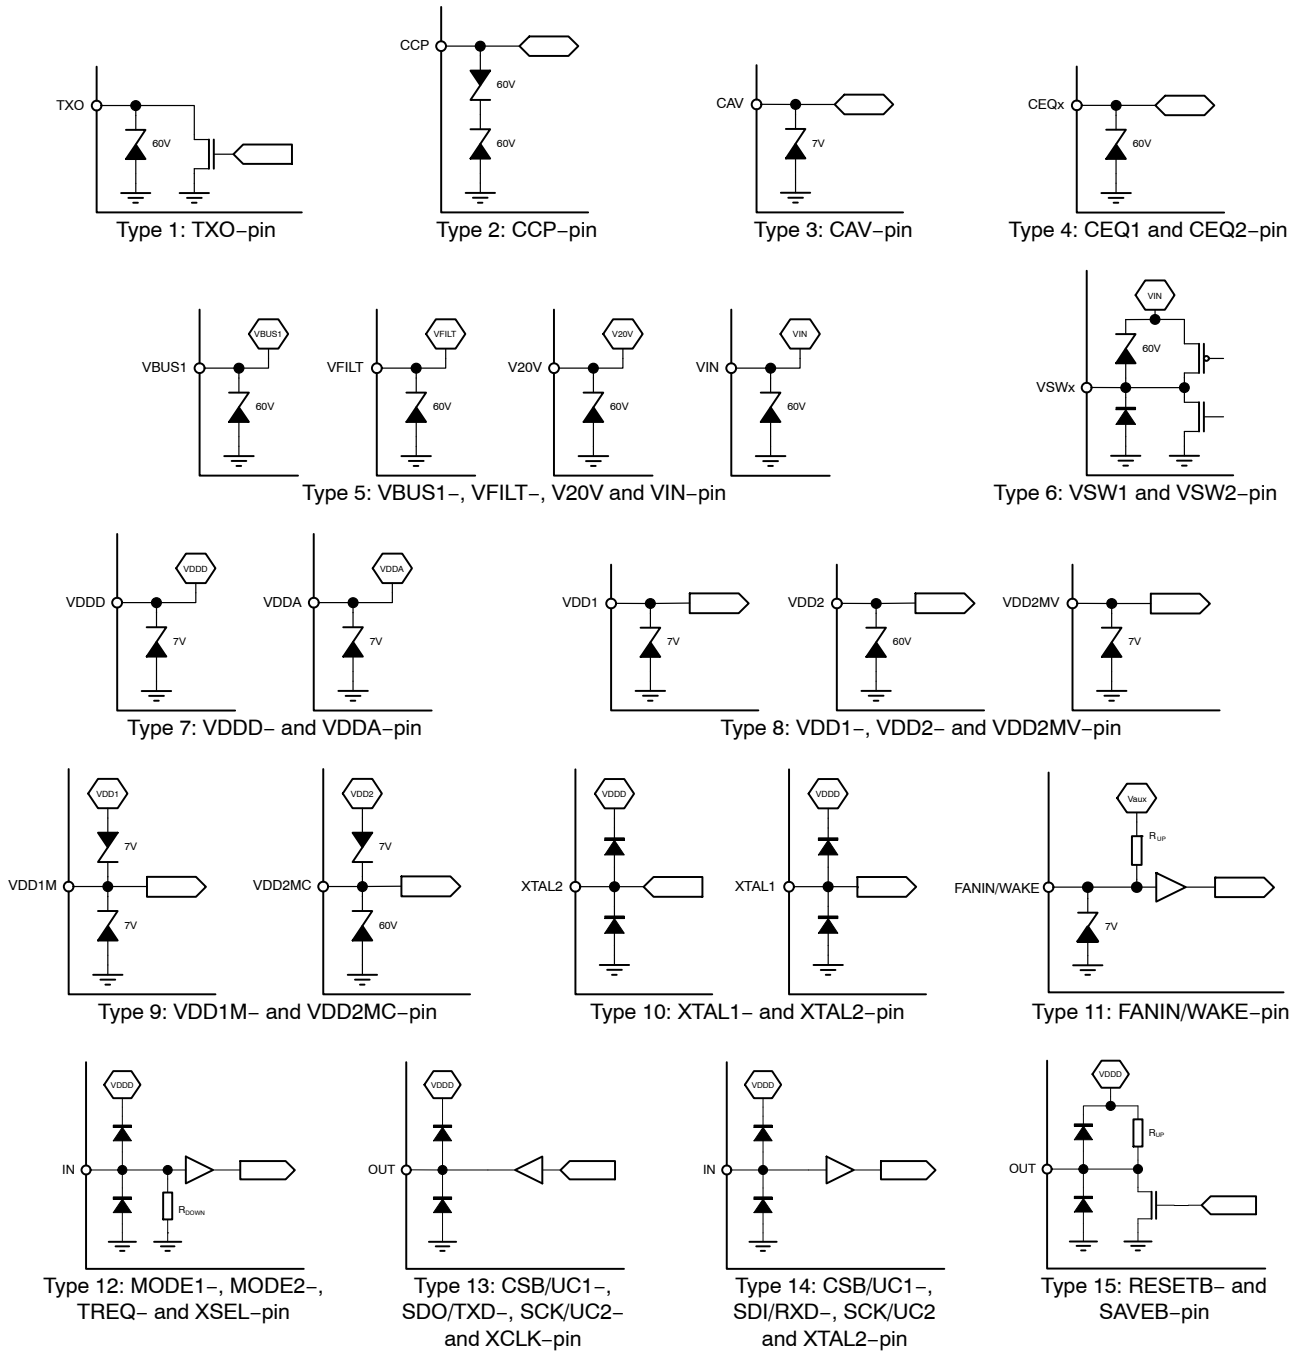 CCP
60V
60V
TXO
60V
CAV
7V
CEQx
60V
Type 1: TXO−pin
Type 2: CCP−pin
Type 3: CAV−pin
Type 4: CEQ1 and CEQ2−pin
VBUS1
VBUS1
60V
VFILT
VFILT
60V
V20V
V20V
60V
VIN
VIN
60V
VIN
60V
VSWx
Type 5: VBUS1−, VFILT−, V20V and VIN−pin
Type 6: VSW1 and VSW2−pin
VDDD
VDDD
7V
VDDA
VDDA
7V
VDD1
7V
VDD2
60V
VDD2MV
7V
Type 7: VDDD− and VDDA−pin
Type 8: VDD1−, VDD2− and VDD2MV−pin
VDD1
7V
VDD1M
7V
VDD2
7V
VDD2MC
60V
VDDD
XTAL2
VDDD
XTAL1
Vaux
RUP
FANIN/WAKE
7V
Type 9: VDD1M− and VDD2MC−pin
Type 10: XTAL1− and XTAL2−pin
Type 11: FANIN/WAKE−pin
VDDD
IN
RDOWN
VDDD
OUT
VDDD
IN
VDDD
RUP
OUT
Type 12: MODE1−, MODE2−,
TREQ− and XSEL−pin
Type 13: CSB/UC1−,
SDO/TXD−, SCK/UC2−
and XCLK−pin
Type 14: CSB/UC1−,
SDI/RXD−, SCK/UC2
and XTAL2−pin
Type 15: RESETB− and
SAVEB−pin